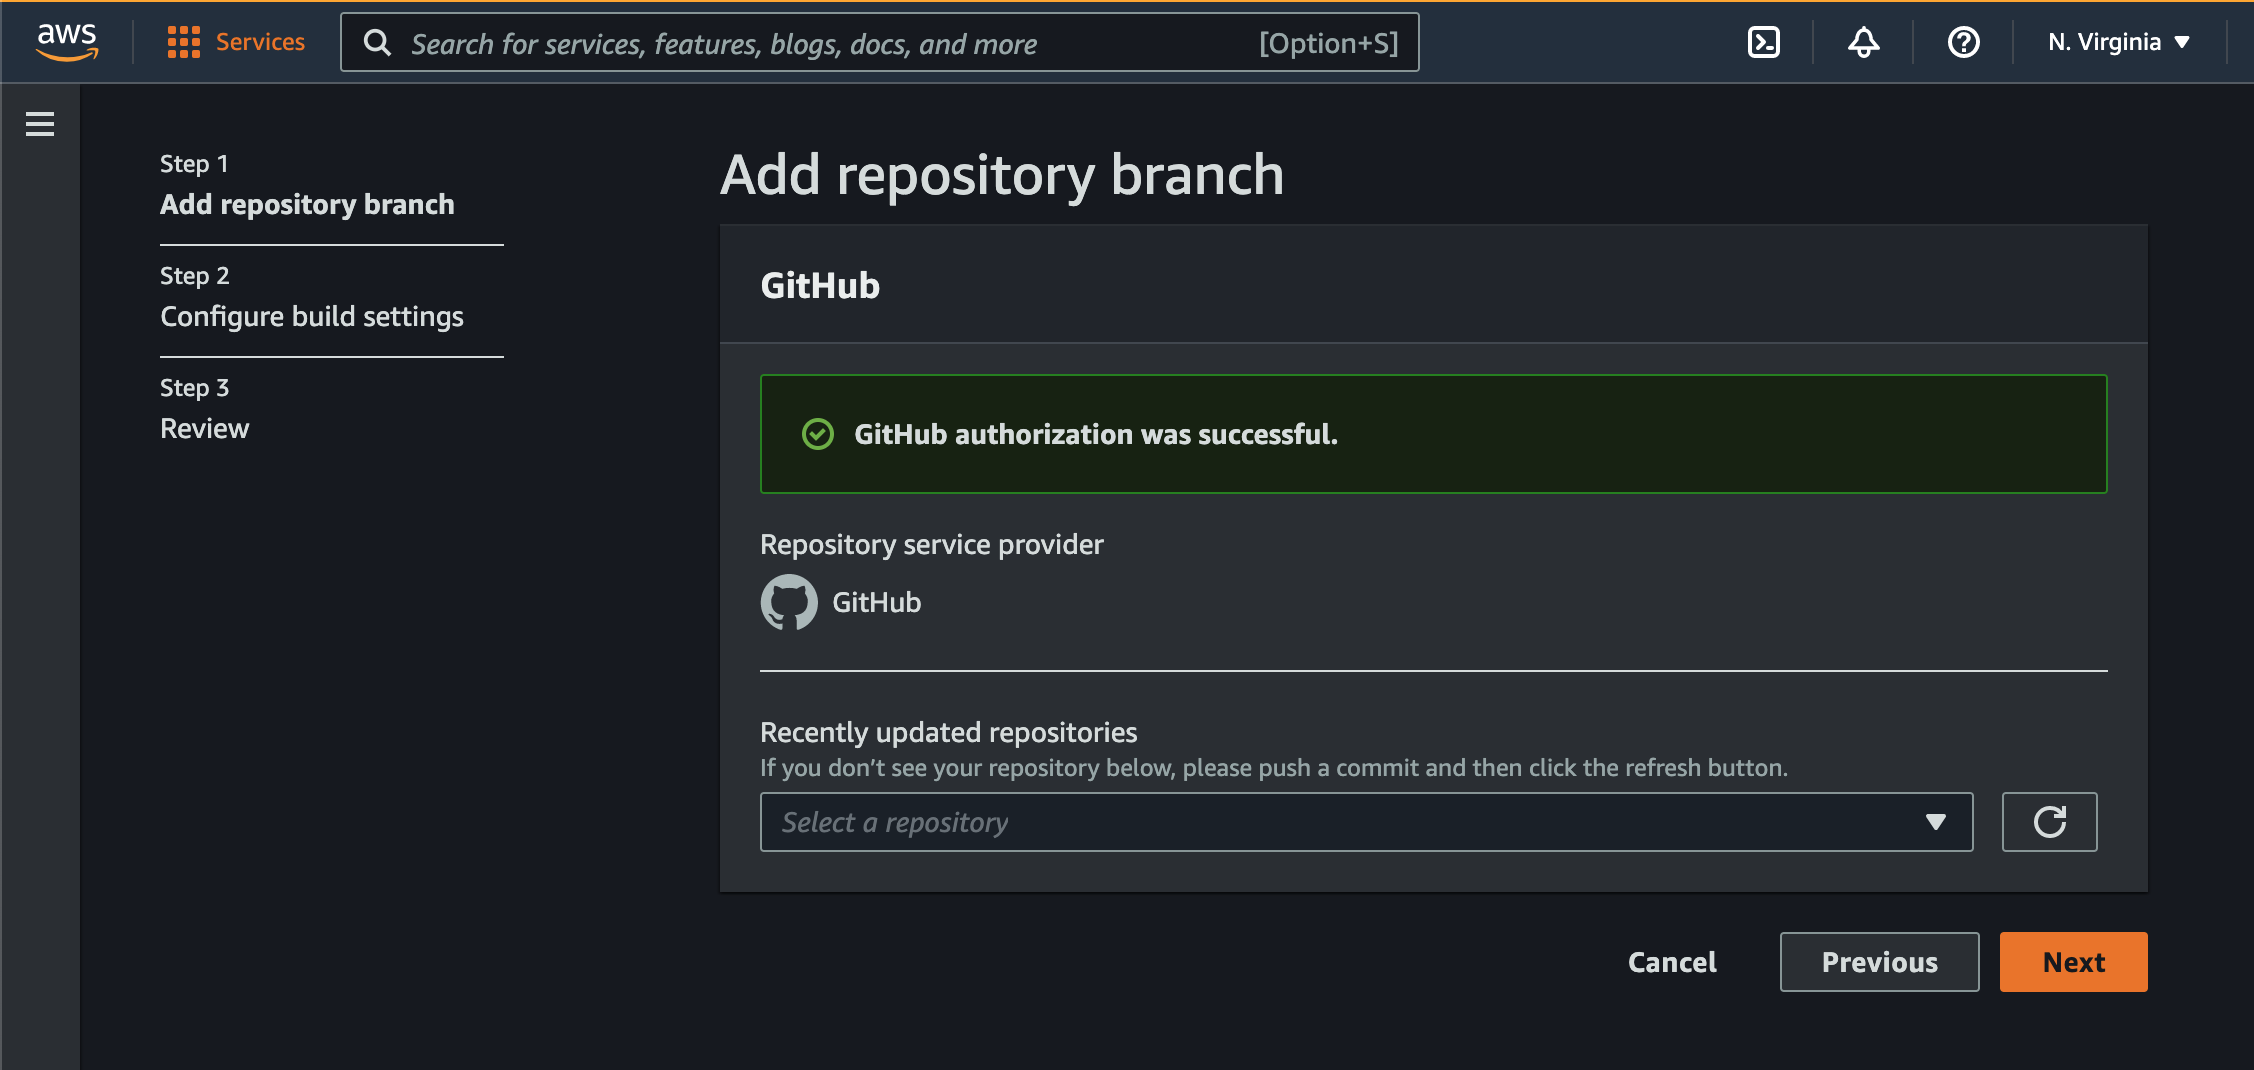 aws
Services
Search for services, features, blogs, docs, and more
[Option+S]
N. Virginia
Step 1
Add repository branch
Step 2
Configure build settings
Step 3
Review
Add repository branch
GitHub
GitHub authorization was successful.
Repository service provider
GitHub
Recently updated repositories
If you don’t see your repository below, please push a commit and then click the refresh button.
Select a repository
Cancel
Previous
Next